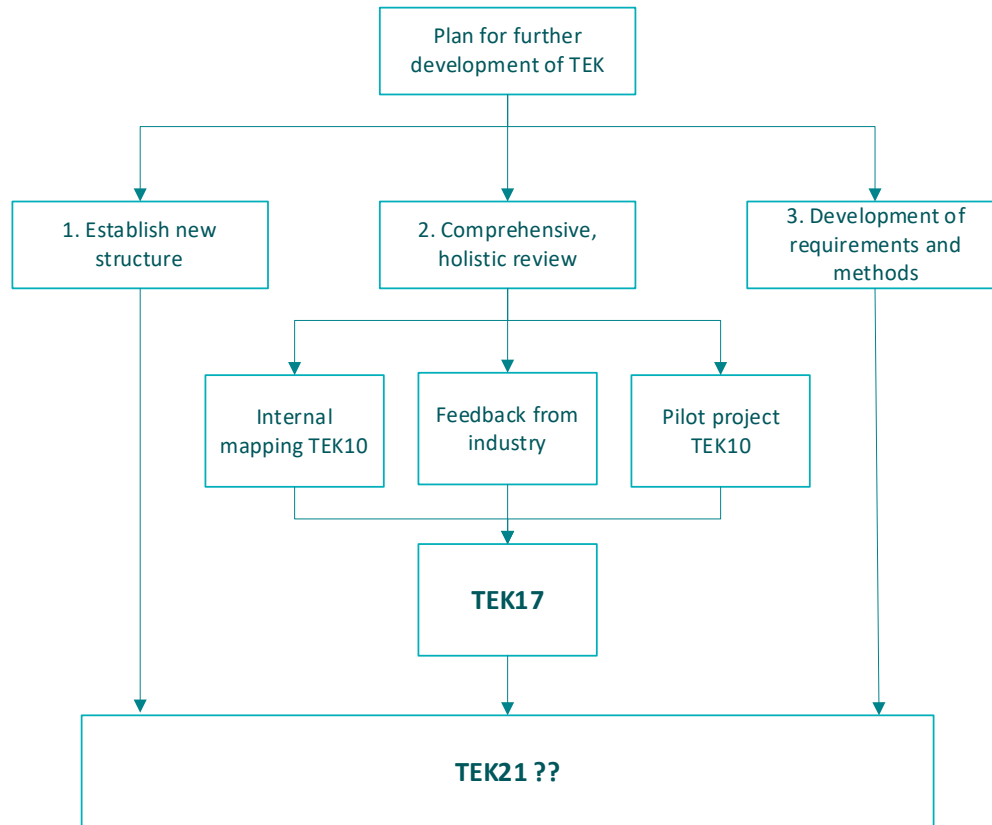 Plan for further
development of TEK
1. Establish new
structure
2. Comprehensive,
holistic review
3. Development of
requirements and
methods
Internal
mapping TEK10
Feedback from
industry
Pilot project
TEK10
TEK17
TEK21 ??